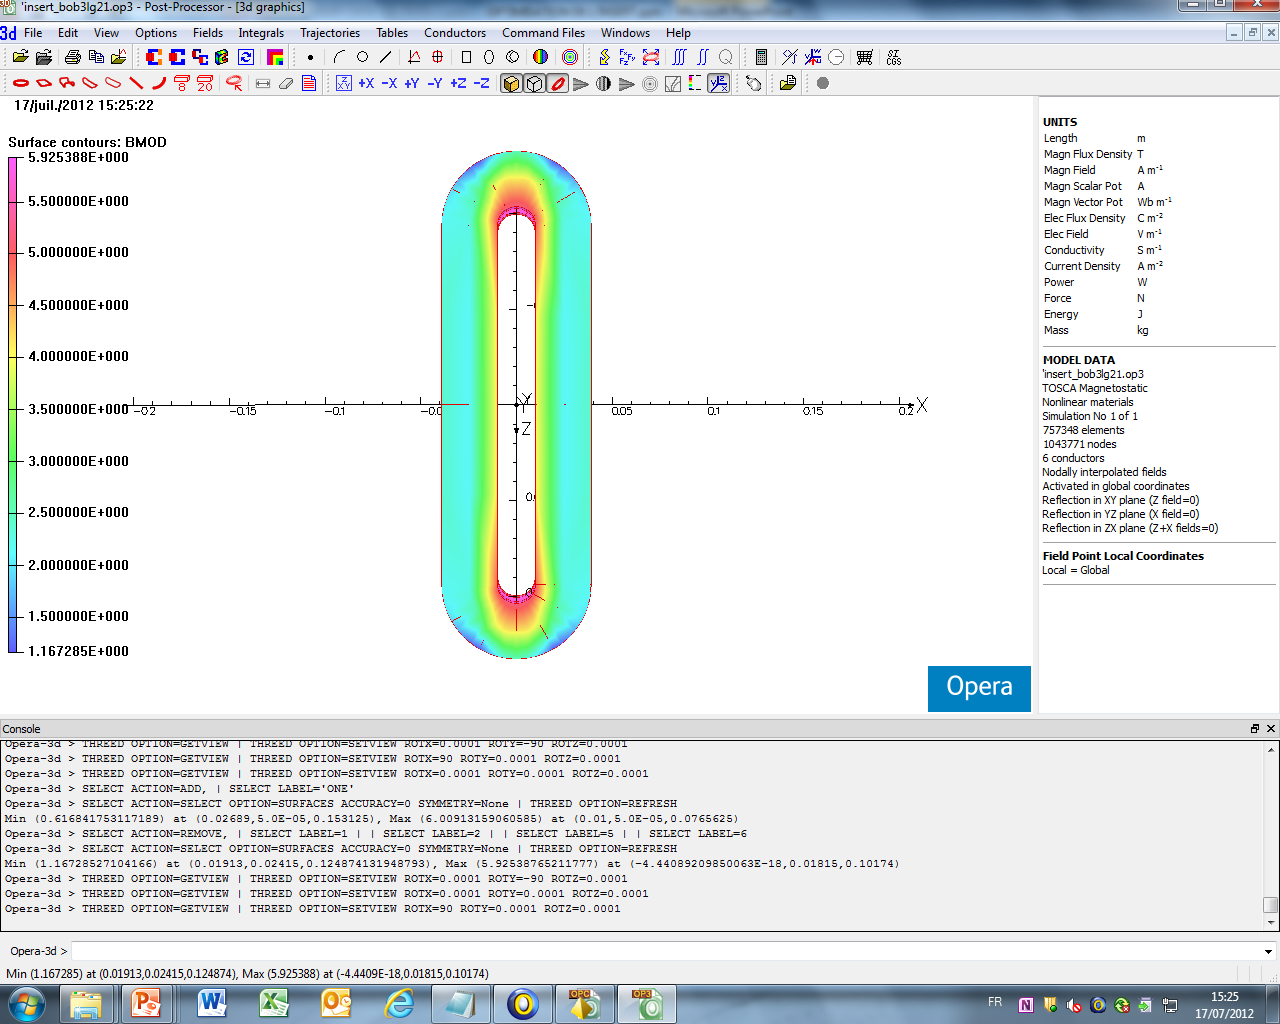 'insert_bob3lg21.op3 - Post-Processor - [3d graphics]
3d File Edit View Options Fields Integrals Trajectories Tables Conductors Command Files Windows Help
+X -X +Y -Y +Z -Z
17/juil./2012 15:25:22
Surface contours: BMOD
5.925388E+000
5.500000E+000
5.000000E+000
4.500000E+000
4.000000E+000
3.500000E+000
3.000000E+000
2.500000E+000
2.000000E+000
1.500000E+000
1.167285E+000
-0.2 -0.15 -0.1 -0.0 0.05 0.1 0.15 0.2 X
Y
Z
Opera
UNITS
Length m
Magn Flux Density T
Magn Field A m-1
Magn Scalar Pot A
Magn Vector Pot Wb m-1
Elec Flux Density C m-2
Elec Field V m-1
Conductivity S m-1
Current Density A m-2
Power W
Force N
Energy J
Mass kg
MODEL DATA
'insert_bob3lg21.op3
TOSCA Magnetostatic
Nonlinear materials
Simulation No 1 of 1
757348 elements
1043771 nodes
6 conductors
Nodally interpolated fields
Activated in global coordinates
Reflection in XY plane (Z field=0)
Reflection in YZ plane (X field=0)
Reflection in ZX plane (Z+X fields=0)
Field Point Local Coordinates
Local = Global
Console
Opera-3d > THREED OPTION=GETVIEW | THREED OPTION=SETVIEW ROTX=0.0001 ROTY=-90 ROTZ=0.0001
Opera-3d > THREED OPTION=GETVIEW | THREED OPTION=SETVIEW ROTX=90 ROTY=0.0001 ROTZ=0.0001
Opera-3d > THREED OPTION=GETVIEW | THREED OPTION=SETVIEW ROTX=0.0001 ROTY=0.0001 ROTZ=0.0001
Opera-3d > SELECT ACTION=ADD, | SELECT LABEL='ONE'
Opera-3d > SELECT ACTION=SELECT OPTION=SURFACES ACCURACY=0 SYMMETRY=None | THREED OPTION=REFRESH
Min (0.616841753117189) at (0.02689,5.0E-05,0.153125), Max (6.00913159060585) at (0.01,5.0E-05,0.0765625)
Opera-3d > SELECT ACTION=REMOVE, | SELECT LABEL=1 | | SELECT LABEL=2 | | SELECT LABEL=5 | | SELECT LABEL=6
Opera-3d > SELECT ACTION=SELECT OPTION=SURFACES ACCURACY=0 SYMMETRY=None | THREED OPTION=REFRESH
Min (1.16728527104166) at (0.01913,0.02415,0.124874131948793), Max (5.92538765211777) at (-4.44089209850063E-18,0.01815,0.10174)
Opera-3d > THREED OPTION=GETVIEW | THREED OPTION=SETVIEW ROTX=0.0001 ROTY=-90 ROTZ=0.0001
Opera-3d > THREED OPTION=GETVIEW | THREED OPTION=SETVIEW ROTX=0.0001 ROTY=0.0001 ROTZ=0.0001
Opera-3d > THREED OPTION=GETVIEW | THREED OPTION=SETVIEW ROTX=90 ROTY=0.0001 ROTZ=0.0001
Opera-3d >
Min (1.167285) at (0.01913,0.02415,0.124874), Max (5.925388) at (-4.4409E-18,0.01815,0.10174)
FR
15:25
17/07/2012